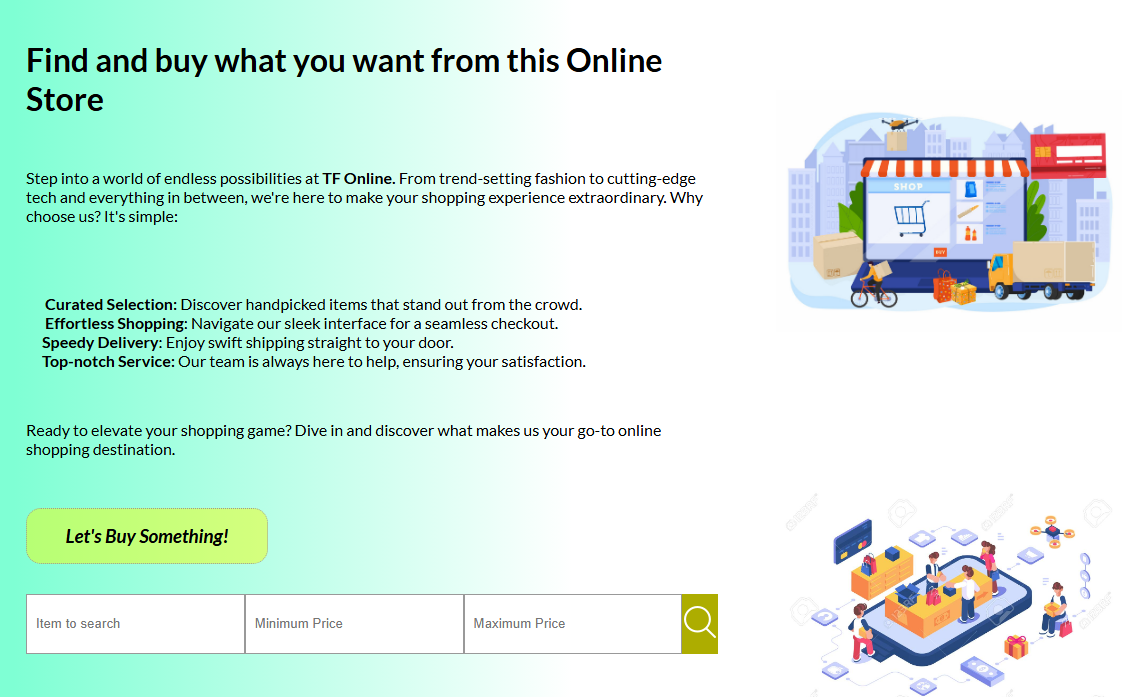 Find and buy what you want from this Online
Store
Step into a world of endless possibilities at TF Online. From trend-setting fashion to cutting-edge
tech and everything in between, we're here to make your shopping experience extraordinary. Why
choose us? It's simple:
SHOP
BUY
Curated Selection: Discover handpicked items that stand out from the crowd.
Effortless Shopping: Navigate our sleek interface for a seamless checkout.
Speedy Delivery: Enjoy swift shipping straight to your door.
Top-notch Service: Our team is always here to help, ensuring your satisfaction.
Ready to elevate your shopping game? Dive in and discover what makes us your go-to online
shopping destination.
Let's Buy Something!
Item to search
Minimum Price
Maximum Price